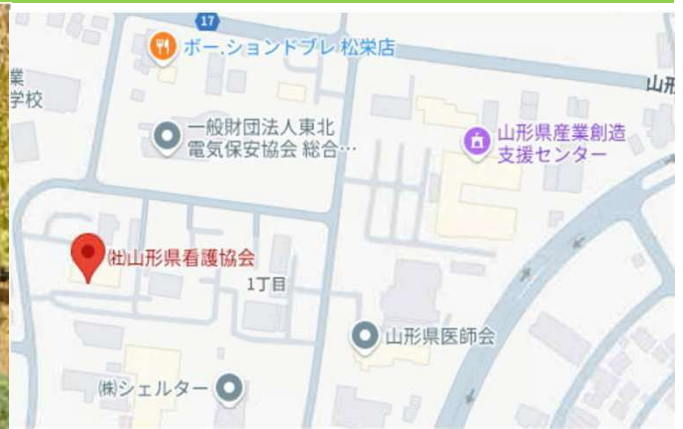 17
ボー.ションドブレ 松栄店
業
学校
山形
一般財団法人東北
電気保安協会 総合…
山形県産業創造
支援センター
㈳山形県看護協会
1丁目
山形県医師会
㈱シェルター